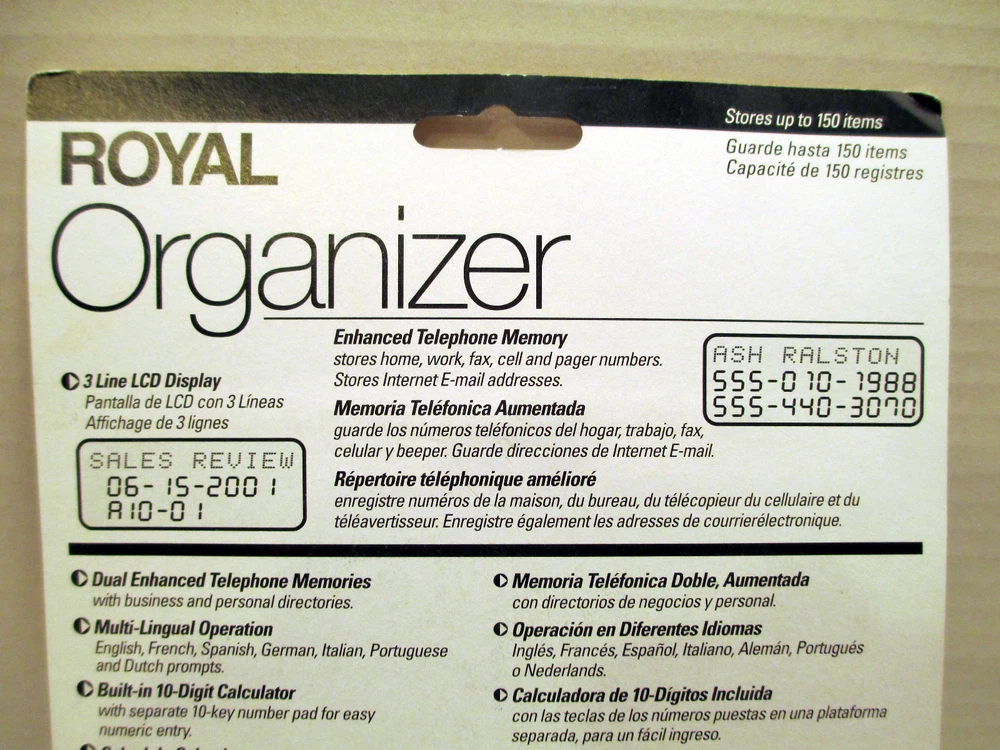 Stores up to 150 items
Guarde hasta 150 items
Capacité de 150 registres
ROYAL
Organizer
3 Line LCD Display
Pantalla de LCD con 3 Líneas
Affichage de 3 lignes
SALES REVIEW
06-15-2001
A10-01
Enhanced Telephone Memory
stores home, work, fax, cell and pager numbers.
Stores Internet E-mail addresses.
Memoria Teléfonica Aumentada
guarde los números teléfonicos del hogar, trabajo, fax,
celular y beeper. Guarde direcciones de Internet E-mail.
Répertoire téléphonique amélioré
enregistre numéros de la maison, du bureau, du télécopieur du cellulaire et du
téléavertisseur. Enregistre également les adresses de courrierélectronique.
ASH RALSTON
555-010-1988
555-440-3070
Dual Enhanced Telephone Memories
with business and personal directories.
Multi-Lingual Operation
English, French, Spanish, German, Italian, Portuguese
and Dutch prompts.
Built-in 10-Digit Calculator
with separate 10-key number pad for easy
numeric entry.
Memoria Teléfonica Doble, Aumentada
con directorios de negocios y personal.
Operación en Diferentes Idiomas
Inglés, Francés, Español, Italiano, Alemán, Portugués
o Nederlands.
Calculadora de 10-Dígitos Incluida
con las teclas de los números puestas en una plataforma
separada, para un fácil ingreso.